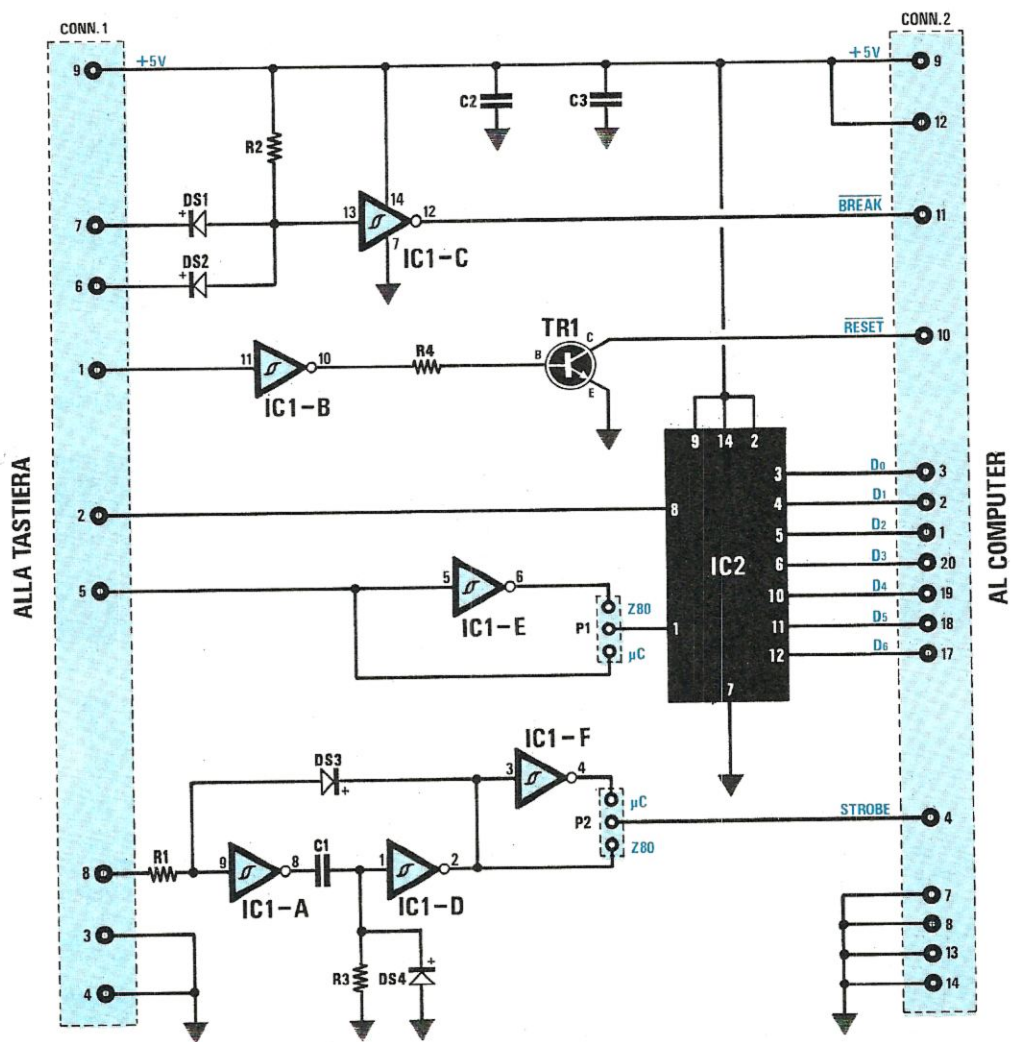 CONN.1
CONN.2
9
+5V
+5V
9
C2
C3
12
R2
DS1
+
14
7
13
12
BREAK
11
7
IC1-C
DS2
+
6
TR1
C
RESET
10
R4
B
1
11
10
E
IC1-B
9
14
2
ALLA TASTIERA
AL COMPUTER
3
D0
3
2
8
4
D1
2
5
D2
1
IC2
6
D3
20
5
5
6
10
D4
19
Z80
IC1-E
P1
1
11
D5
18
µC
12
D6
17
7
IC1-F
DS3
+
3
4
µC
P2
STROBE
4
Z80
R1
C1
8
9
8
1
2
7
IC1-A
IC1-D
8
3
+
R3
DS4
13
4
14